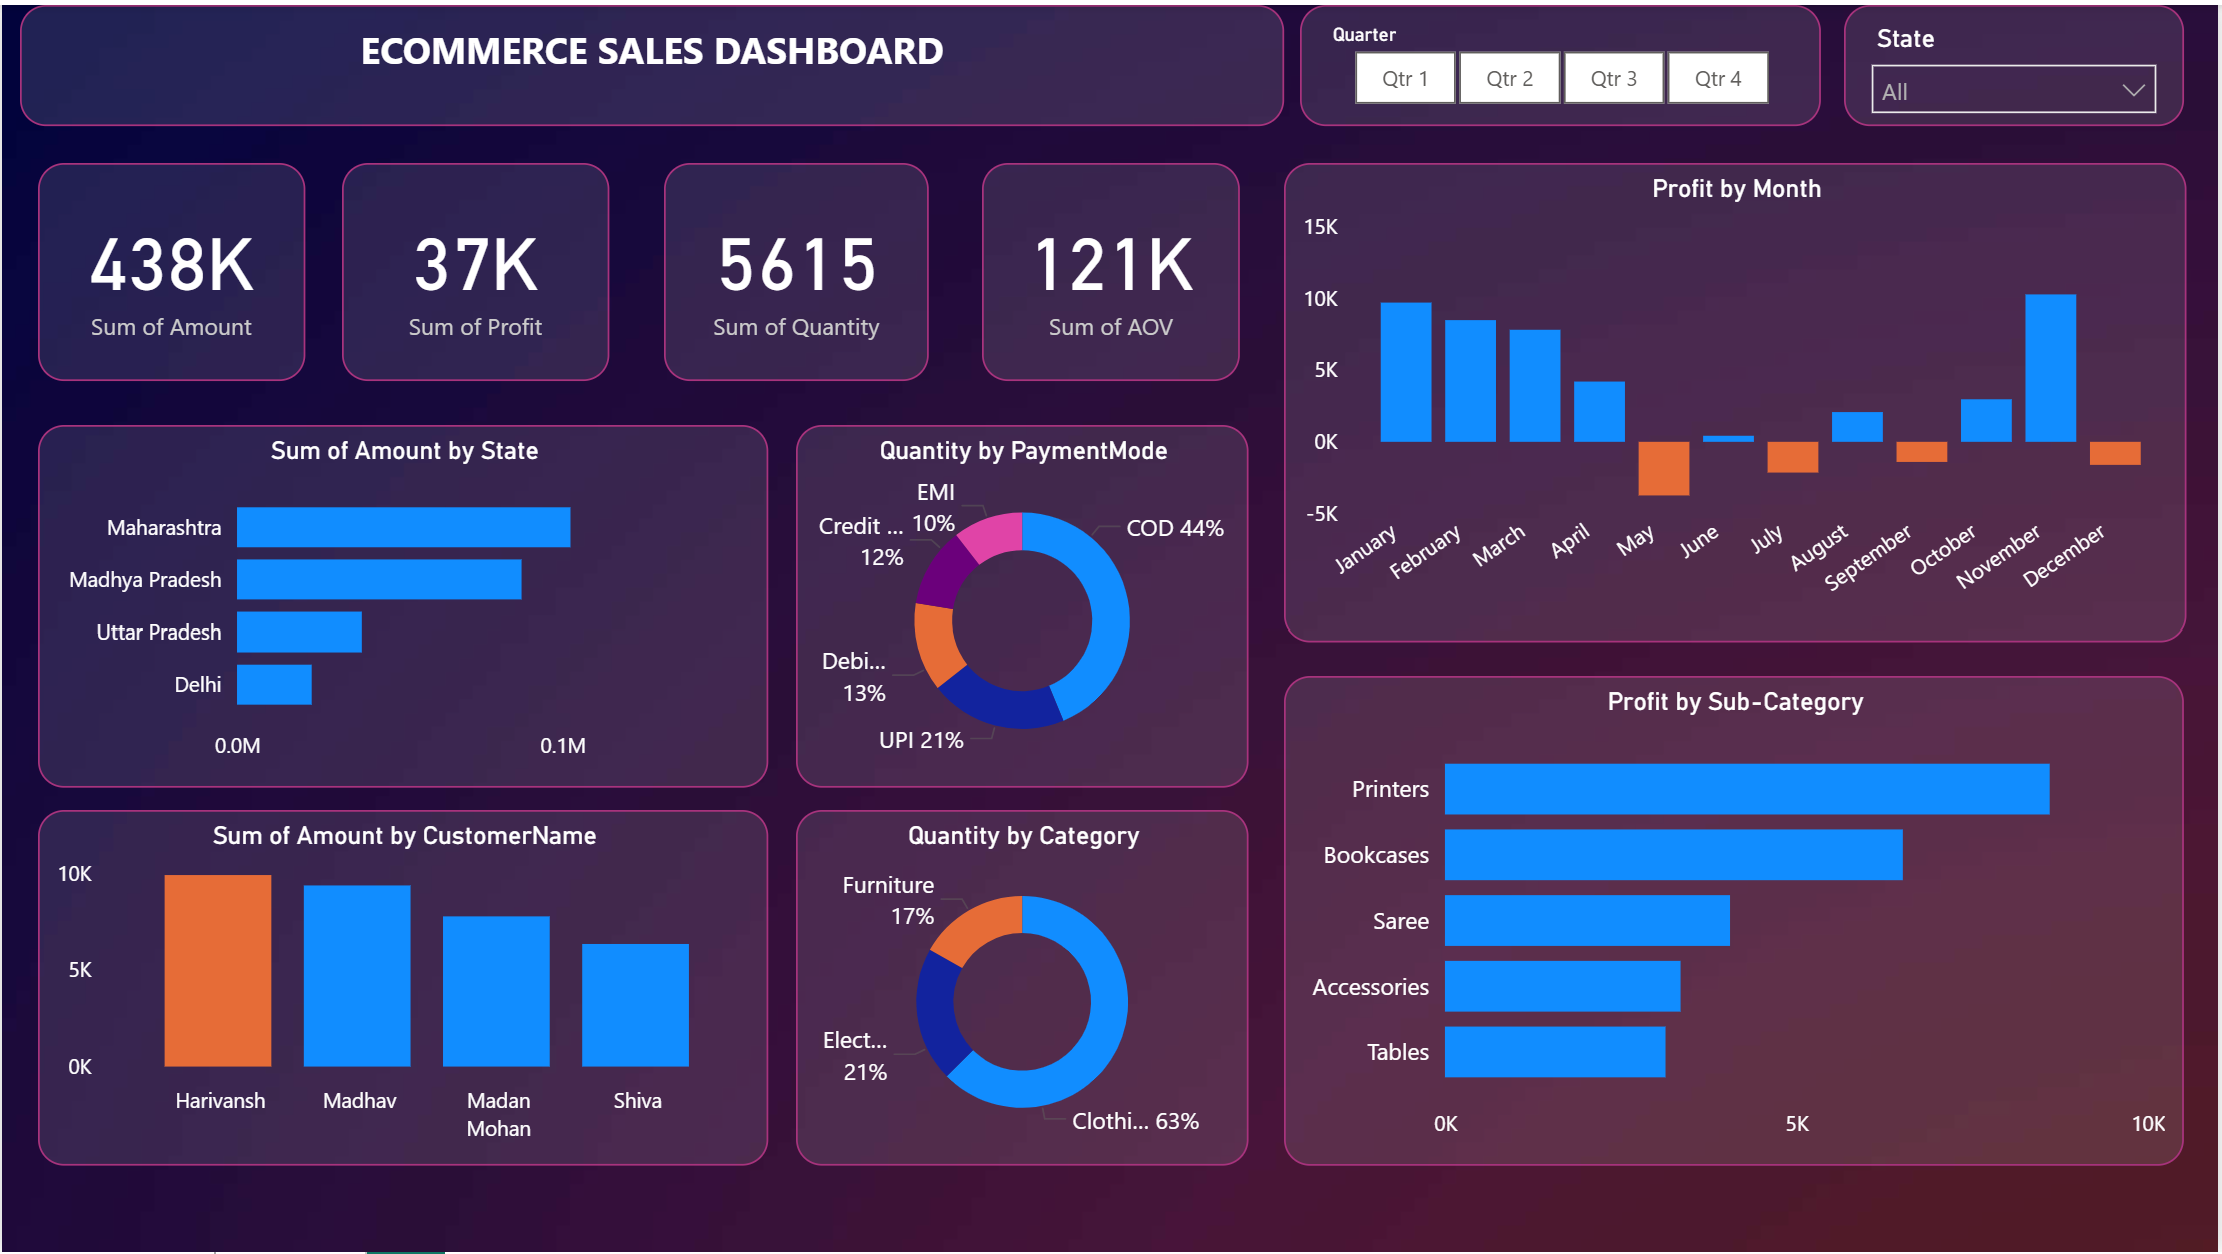 ECOMMERCE SALES DASHBOARD
Quarter
Qtr 1
Qtr 2
Qtr 3
Qtr 4
State
All
438K
Sum of Amount
37K
Sum of Profit
5615
Sum of Quantity
121K
Sum of AOV
Profit by Month
15K
10K
5K
0K
-5K
January
February
March
April
May
June
July
August
September
October
November
December
Sum of Amount by State
Maharashtra
Madhya Pradesh
Uttar Pradesh
Delhi
0.0M
0.1M
Quantity by PaymentMode
EMI
10%
Credit ...
12%
COD 44%
Debi...
13%
UPI 21%
Profit by Sub-Category
Printers
Bookcases
Saree
Accessories
Tables
0K
5K
10K
Sum of Amount by CustomerName
10K
5K
0K
Harivansh
Madhav
Madan
Mohan
Shiva
Quantity by Category
Furniture
17%
Elect...
21%
Clothi... 63%